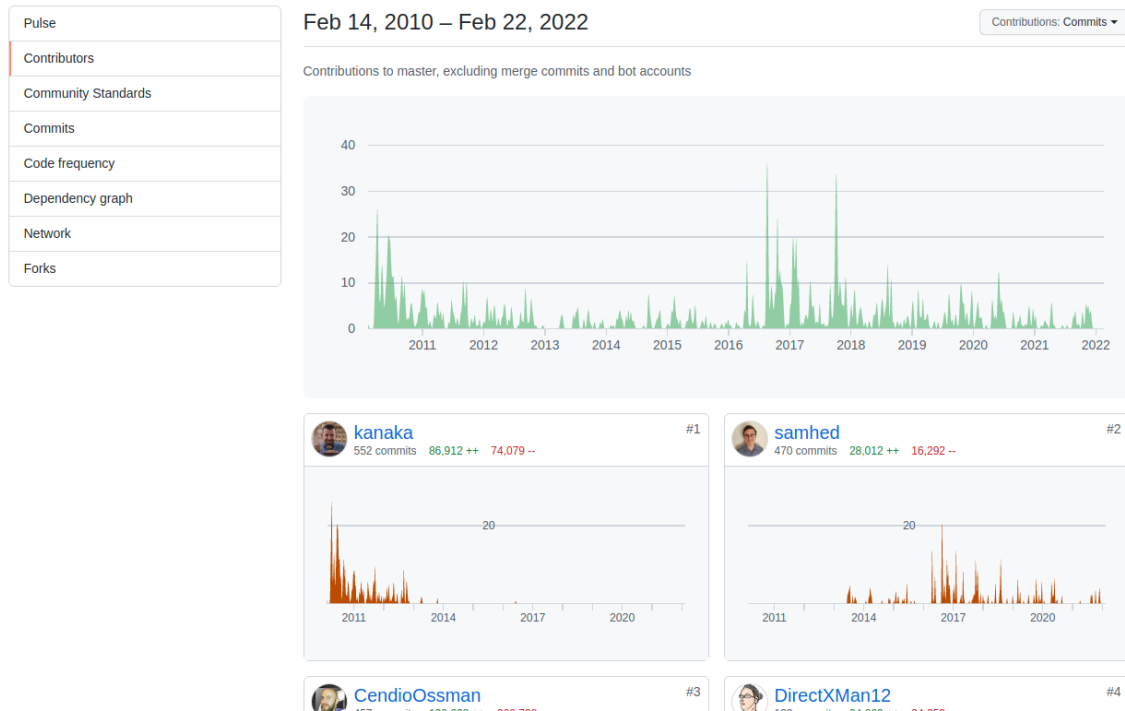 Pulse
Contributors
Community Standards
Commits
Code frequency
Dependency graph
Network
Forks
Feb 14, 2010 – Feb 22, 2022
Contributions: Commits
Contributions to master, excluding merge commits and bot accounts
40
30
20
10
0
2011 2012 2013 2014 2015 2016 2017 2018 2019 2020 2021 2022
kanaka #1
552 commits 86,912 ++ 74,079 --
20
2011 2014 2017 2020
samhed #2
470 commits 28,012 ++ 16,292 --
20
2011 2014 2017 2020
CendioOssman #3
DirectXMan12 #4